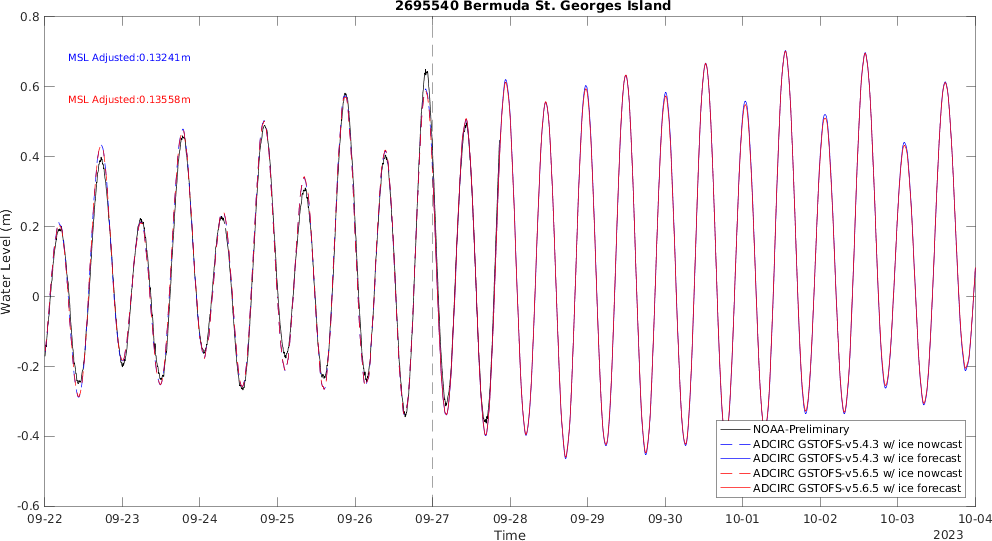 2695540 Bermuda St. Georges Island
MSL Adjusted:0.13241m
MSL Adjusted:0.13558m
Water Level (m)
0.8
0.6
0.4
0.2
0
-0.2
-0.4
-0.6
NOAA-Preliminary
ADCIRC GSTOFS-v5.4.3 w/ ice nowcast
ADCIRC GSTOFS-v5.4.3 w/ ice forecast
ADCIRC GSTOFS-v5.6.5 w/ ice nowcast
ADCIRC GSTOFS-v5.6.5 w/ ice forecast
09-22 09-23 09-24 09-25 09-26 09-27 09-28 09-29 09-30 10-01 10-02 10-03 10-04
Time
2023